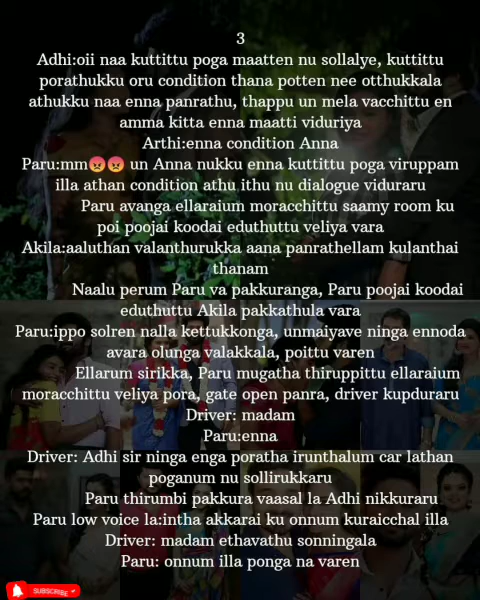 3
Adhi:oii naa kuttittu poga maatten nu sollalye, kuttittu
porathukku oru condition thana potten nee otthukkala
athukku naa enna panrathu, thappu un mela vacchittu en
amma kitta enna maatti viduriya
Arthi:enna condition Anna
Paru:mm😡😡 un Anna nukku enna kuttittu poga viruppam
illa athan condition athu ithu nu dialogue viduraru
Paru avanga ellaraium moracchittu saamy room ku
poi poojai koodai eduthuttu veliya vara
Akila:aaluthan valanthurukka aana panrathellam kulanthai
thanam
Naalu perum Paru va pakkuranga, Paru poojai koodai
eduthuttu Akila pakkathula vara
Paru:ippo solren nalla kettukkonga, unmaiyave ninga ennoda
avara olunga valakkala, poittu varen
Ellarum sirikka, Paru mugatha thiruppittu ellaraium
moracchittu veliya pora, gate open panra, driver kupduraru
Driver: madam
Paru:enna
Driver: Adhi sir ninga enga poratha irunthalum car lathan
poganum nu sollirukkaru
Paru thirumbi pakkura vaasal la Adhi nikkuraru
Paru low voice la:intha akkarai ku onnum kuraicchal illa
Driver: madam ethavathu sonningala
Paru: onnum illa ponga na varen
SUBSCRIBE